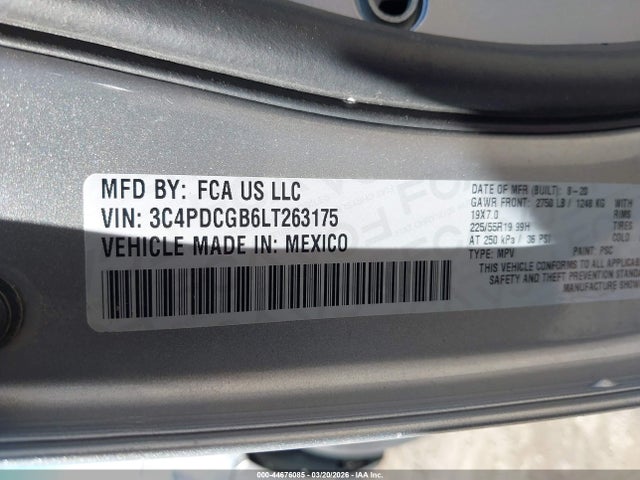 MFD BY: FCA US LLC
VIN: 3C4PDCGB6LT263175
VEHICLE MADE IN: MEXICO
DATE OF MFR (BUILT): 8-20
GAWR FRONT: 2750 LB / 1248 KG
19X7.0 RIMS
225/55R19 99H TIRES
AT 250 kPa / 36 PSI COLD
TYPE: MPV PAINT: PSC
THIS VEHICLE CONFORMS TO ALL APPLICABL
SAFETY AND THEFT PREVENTION STANDA
MANUFACTURE SHOW
000-44676085 | 03/20/2026 - IAA Inc.